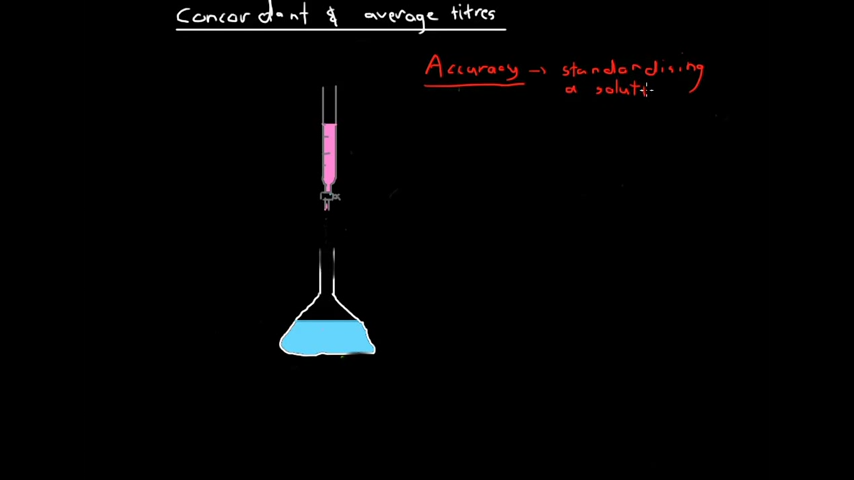 Concordant & average titres
Accuracy → standardising
a soluti